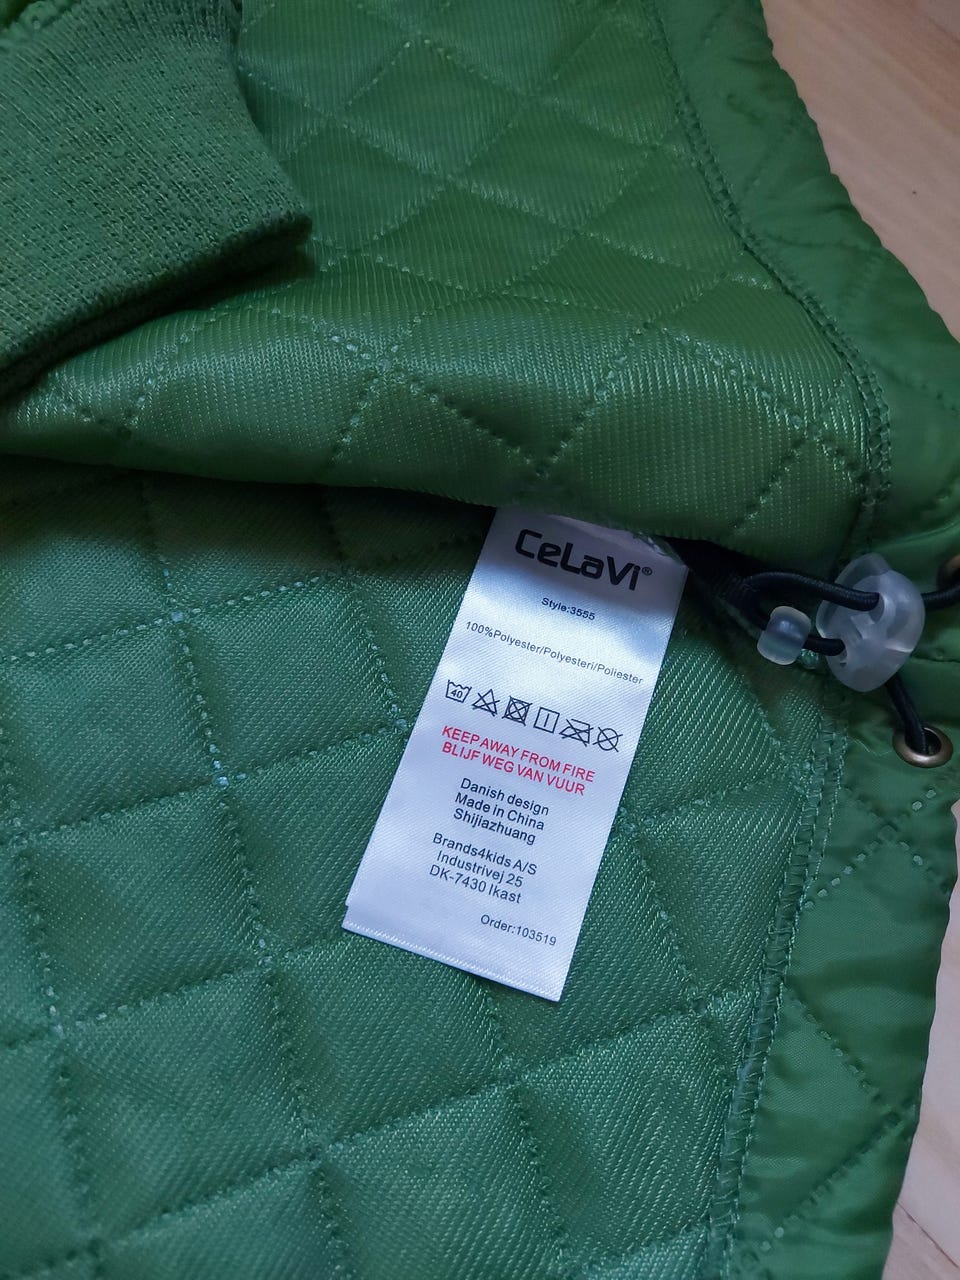 CeLaVi®
Style:3555
100%Polyester/Polyesteri/Poliester
40
KEEP AWAY FROM FIRE
BLIJF WEG VAN VUUR
Danish design
Made in China
Shijiazhuang
Brands4kids A/S
Industrivej 25
DK-7430 Ikast
Order:103519